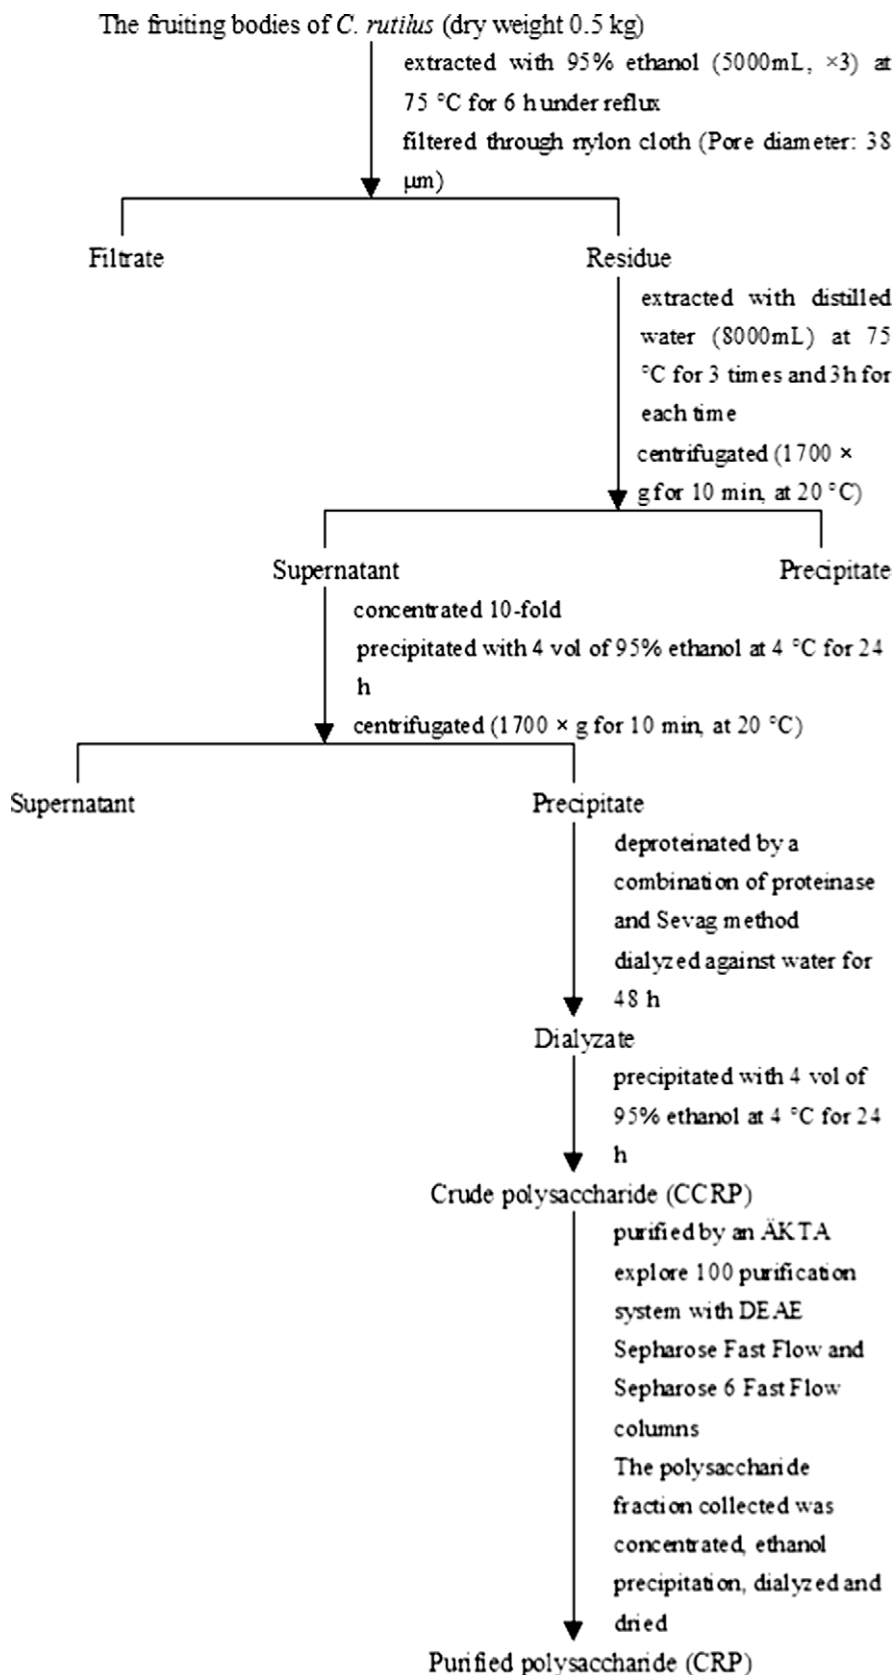 The fruiting bodies of C. rutilus (dry weight 0.5 kg)
extracted with 95% ethanol (5000mL, ×3) at
75 °C for 6 h under reflux
filtered through nylon cloth (Pore diameter: 38
μm)
Filtrate
Residue
extracted with distilled
water (8000mL) at 75
°C for 3 times and 3h for
each time
centrifugated (1700 ×
g for 10 min, at 20 °C)
Supernatant
Precipitate
concentrated 10-fold
precipitated with 4 vol of 95% ethanol at 4 °C for 24
h
centrifugated (1700 × g for 10 min, at 20 °C)
Supernatant
Precipitate
deproteinated by a
combination of proteinase
and Sevag method
dialyzed against water for
48 h
Dialyzate
precipitated with 4 vol of
95% ethanol at 4 °C for 24
h
Crude polysaccharide (CCRP)
purified by an ÄKTA
explore 100 purification
system with DEAE
Sepharose Fast Flow and
Sepharose 6 Fast Flow
columns
The polysaccharide
fraction collected was
concentrated, ethanol
precipitation, dialyzed and
dried
Purified polysaccharide (CRP)